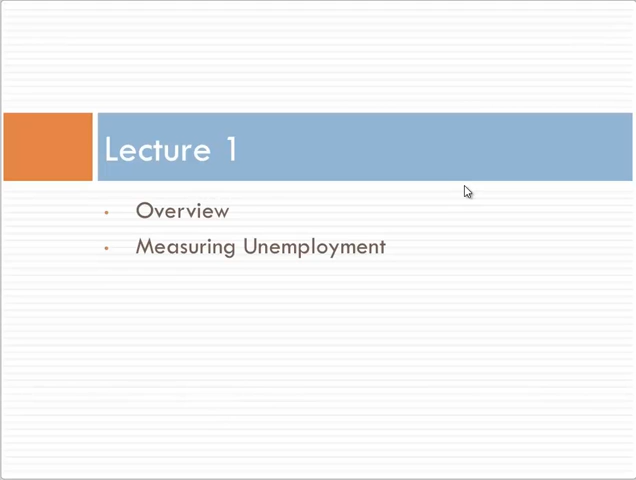 Lecture 1
• Overview
• Measuring Unemployment